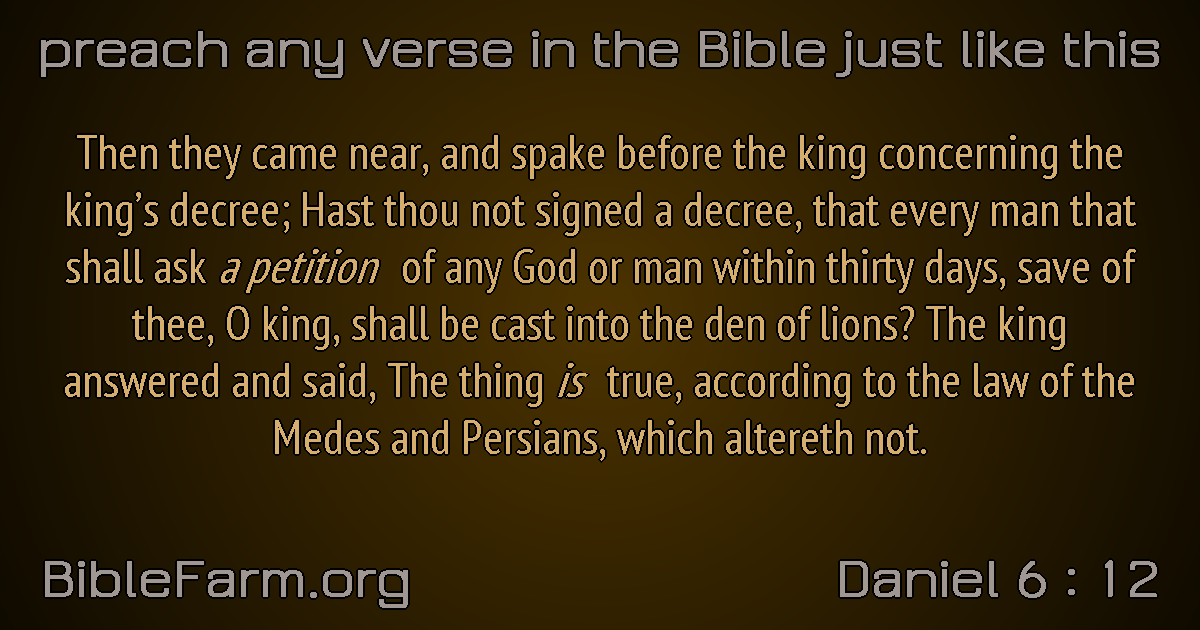 preach any verse in the Bible just like this
Then they came near, and spake before the king concerning the
king’s decree; Hast thou not signed a decree, that every man that
shall ask a petition of any God or man within thirty days, save of
thee, O king, shall be cast into the den of lions? The king
answered and said, The thing is true, according to the law of the
Medes and Persians, which altereth not.
BibleFarm.org
Daniel 6 : 12